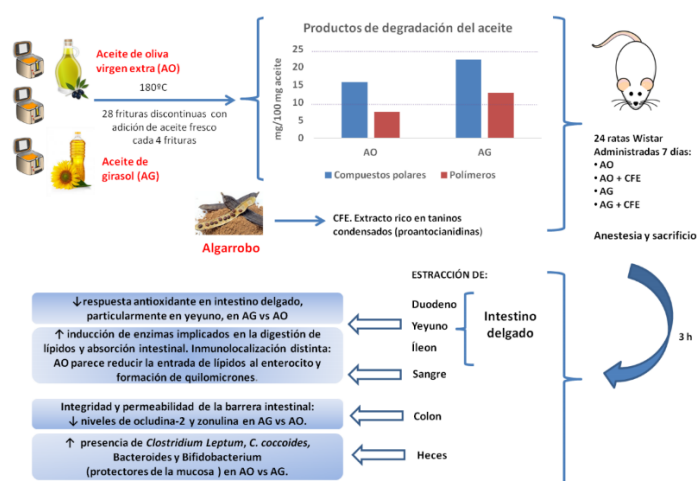 Aceite de oliva
virgen extra (AO)
180ºC
28 frituras discontinuas con
adición de aceite fresco
cada 4 frituras
Aceite de
girasol (AG)
Productos de degradación del aceite
mg/100 mg aceite
25
20
15
10
5
0
AO
AG
Compuestos polares
Polímeros
Algarrobo
CFE. Extracto rico en taninos
condensados (proantocianidinas)
24 ratas Wistar
Administradas 7 días:
• AO
• AO + CFE
• AG
• AG + CFE
Anestesia y sacrificio
3 h
ESTRACCIÓN DE:
Duodeno
Yeyuno
Íleon
Intestino
delgado
Sangre
Colon
Heces
↓respuesta antioxidante en intestino delgado,
particularmente en yeyuno, en AG vs AO
↑ inducción de enzimas implicados en la digestión de
lípidos y absorción intestinal. Inmunolocalización distinta:
AO parece reducir la entrada de lípidos al enterocito y
formación de quilomicrones.
Integridad y permeabilidad de la barrera intestinal:
↓ niveles de ocludina-2 y zonulina en AG vs AO.
↑ presencia de Clostridium Leptum, C. coccoides,
Bacteroides y Bifidobacterium
(protectores de la mucosa ) en AO vs AG.